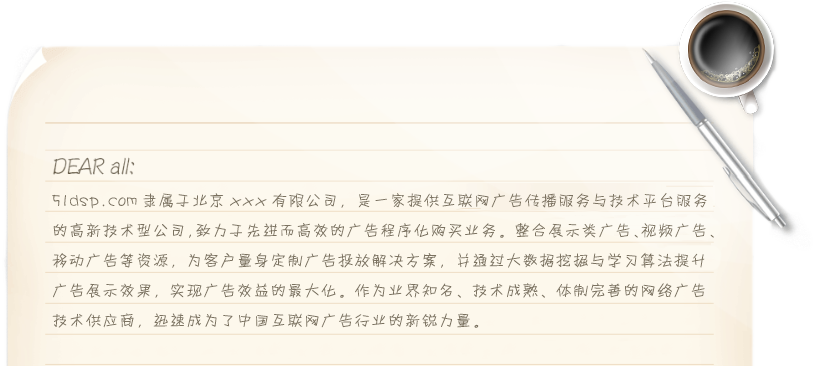 DEAR all:
51dsp.com 隶属于北京 xxx 有限公司，是一家提供互联网广告传播服务与技术平台服务
的高新技术型公司,致力于先进而高效的广告程序化购买业务。整合展示类广告、视频广告、
移动广告等资源，为客户量身定制广告投放解决方案，并通过大数据挖掘与学习算法提升
广告展示效果，实现广告效益的最大化。作为业界知名、技术成熟、体制完善的网络广告
技术供应商，迅速成为了中国互联网广告行业的新锐力量。